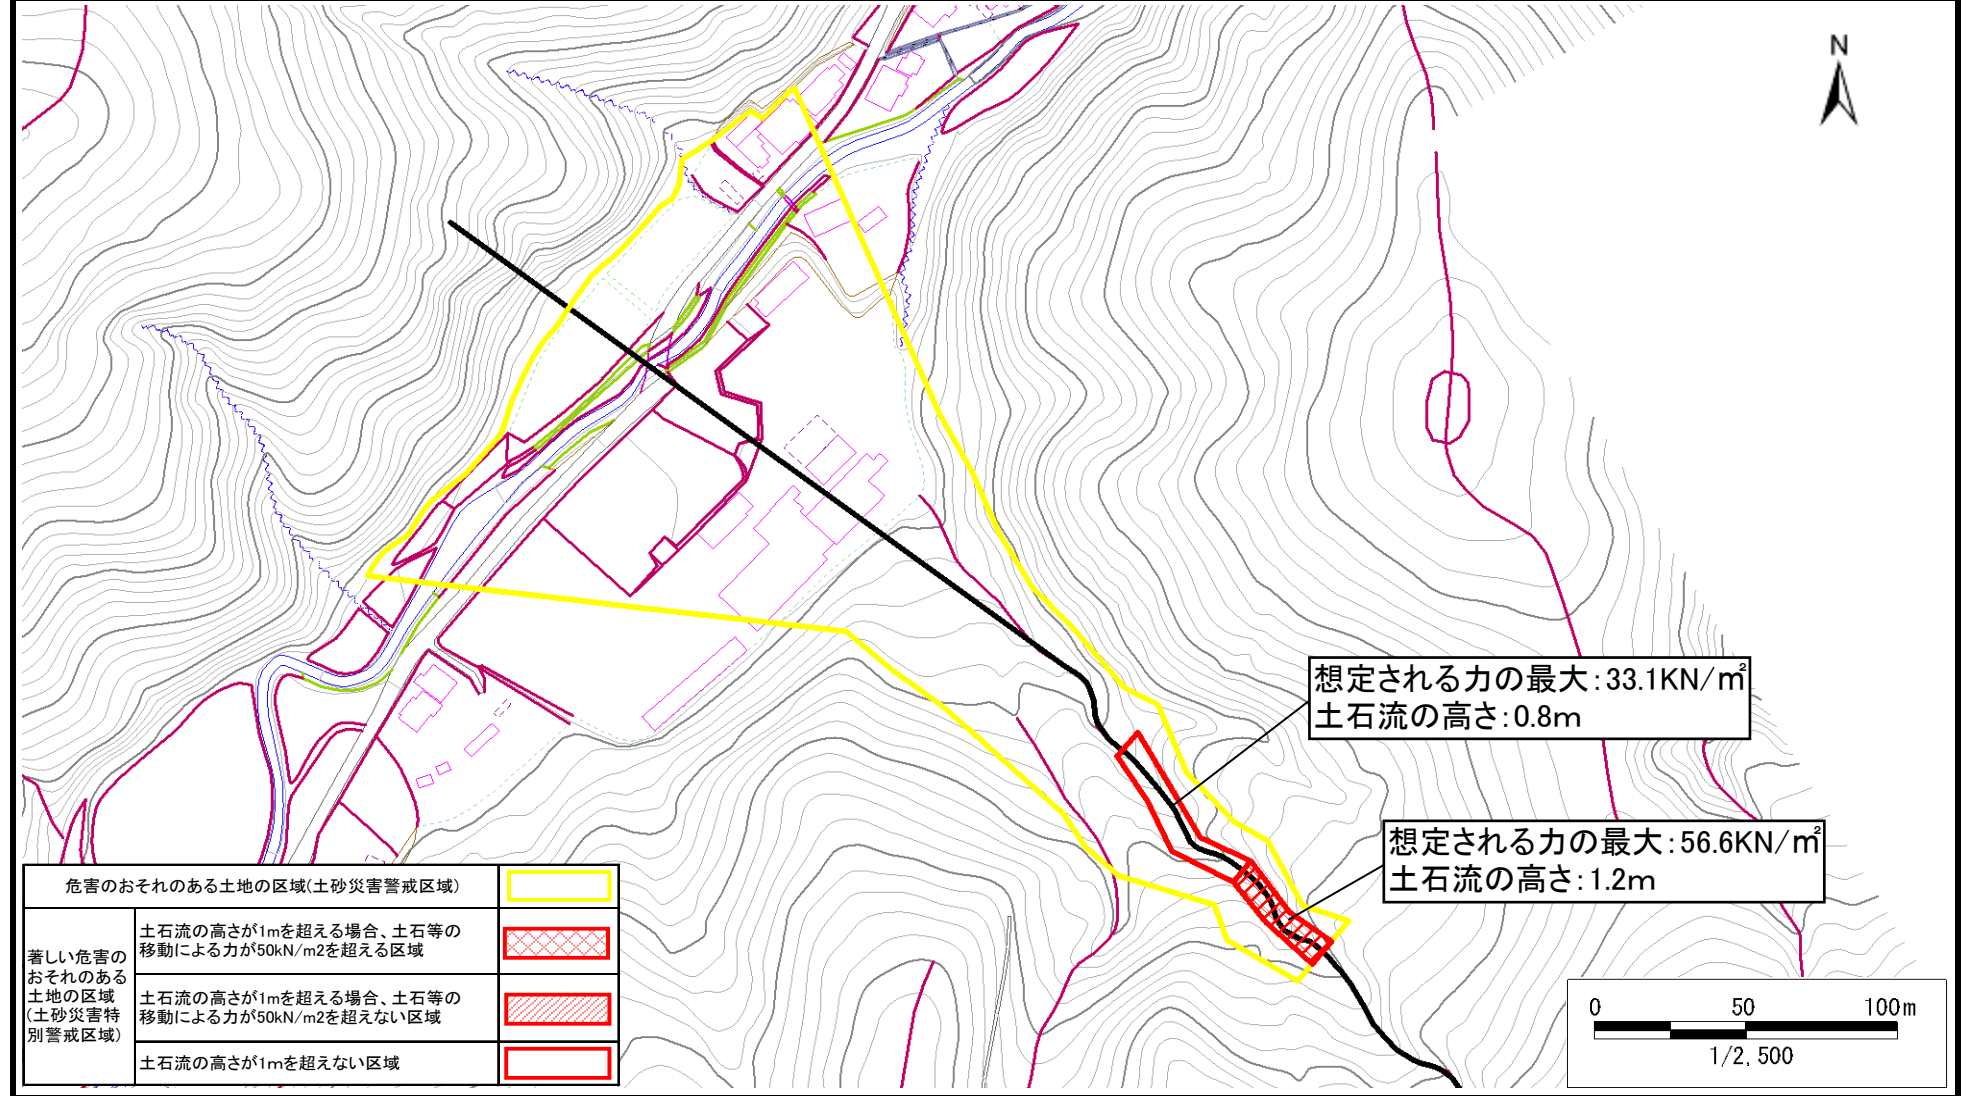 N
想定される力の最大:33.1KN/㎡
土石流の高さ:0.8m
想定される力の最大:56.6KN/㎡
土石流の高さ:1.2m
危害のおそれのある土地の区域(土砂災害警戒区域)
著しい危害の
おそれのある
土地の区域
(土砂災害特
別警戒区域)
土石流の高さが1mを超える場合、土石等の
移動による力が50kN/m2を超える区域
土石流の高さが1mを超える場合、土石等の
移動による力が50kN/m2を超えない区域
土石流の高さが1mを超えない区域
0 50 100m
1/2,500